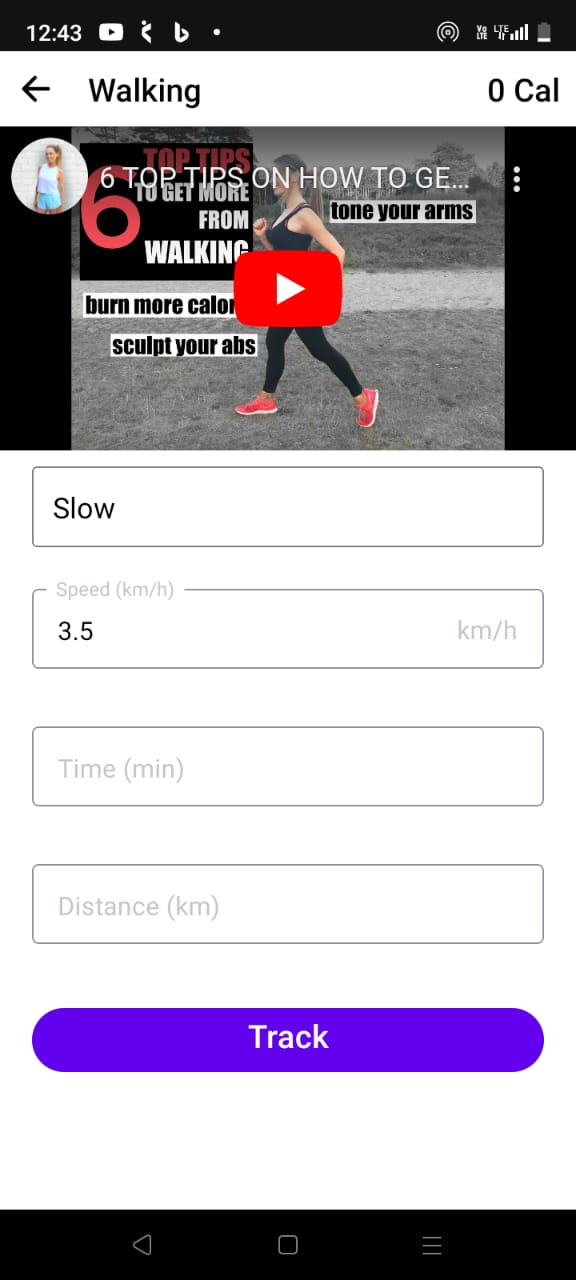 12:43
Vo LTE LTE
Walking
0 Cal
6 TOP TIPS ON HOW TO GE...
6
TOP TIPS
TO GET MORE
FROM
WALKING
tone your arms
burn more calor
sculpt your abs
Slow
Speed (km/h)
3.5
km/h
Time (min)
Distance (km)
Track